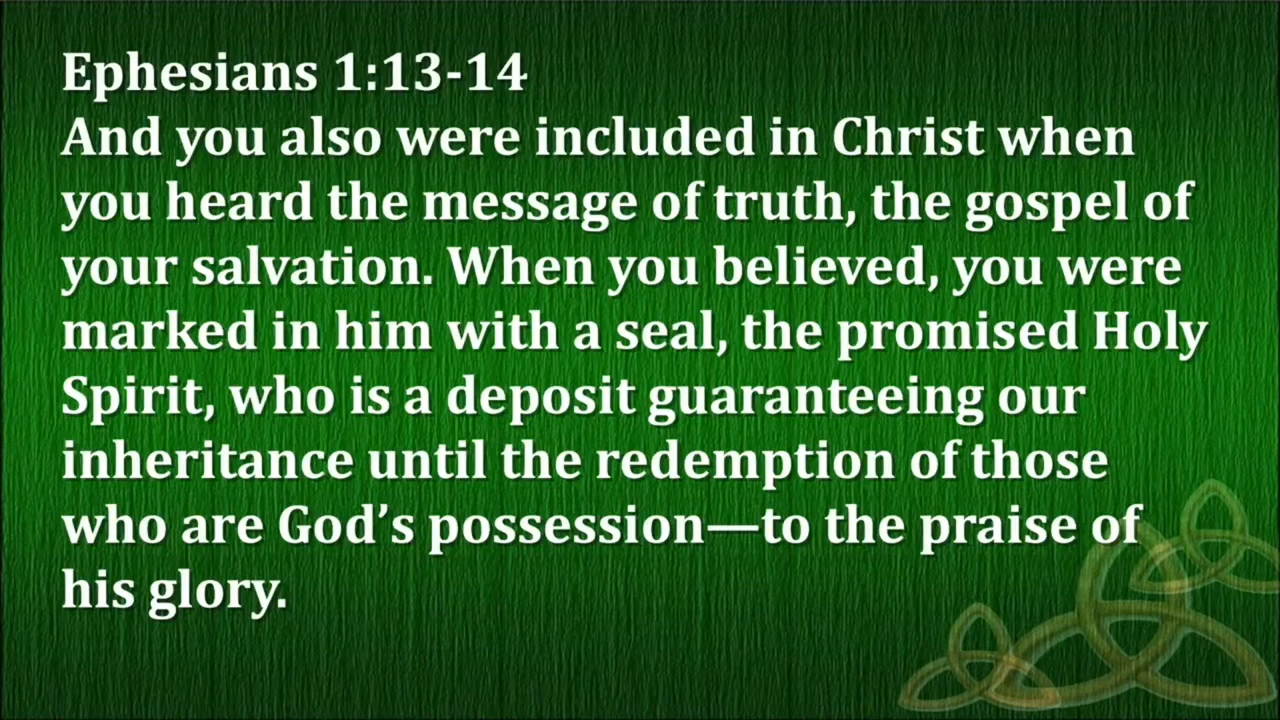 Ephesians 1:13-14
And you also were included in Christ when
you heard the message of truth, the gospel of
your salvation. When you believed, you were
marked in him with a seal, the promised Holy
Spirit, who is a deposit guaranteeing our
inheritance until the redemption of those
who are God’s possession—to the praise of
his glory.